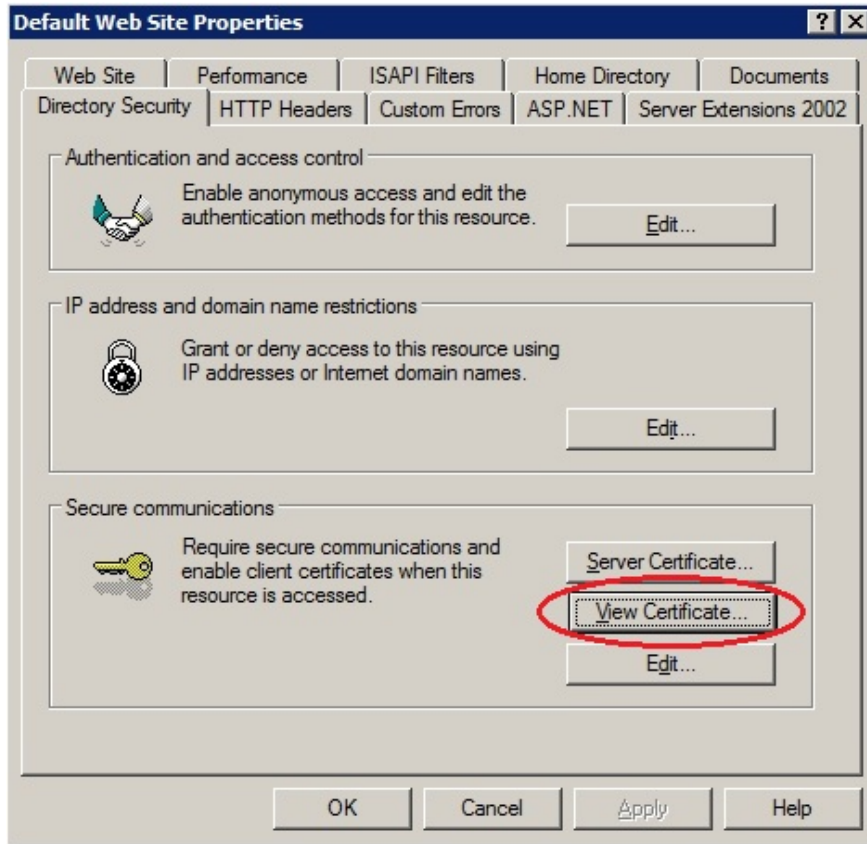 Default Web Site Properties
Web Site Performance ISAPI Filters Home Directory Documents
Directory Security HTTP Headers Custom Errors ASP.NET Server Extensions 2002
Authentication and access control
Enable anonymous access and edit the
authentication methods for this resource.
Edit...
IP address and domain name restrictions
Grant or deny access to this resource using
IP addresses or Internet domain names.
Edit...
Secure communications
Require secure communications and
enable client certificates when this
resource is accessed.
Server Certificate...
View Certificate...
Edit...
OK Cancel Apply Help